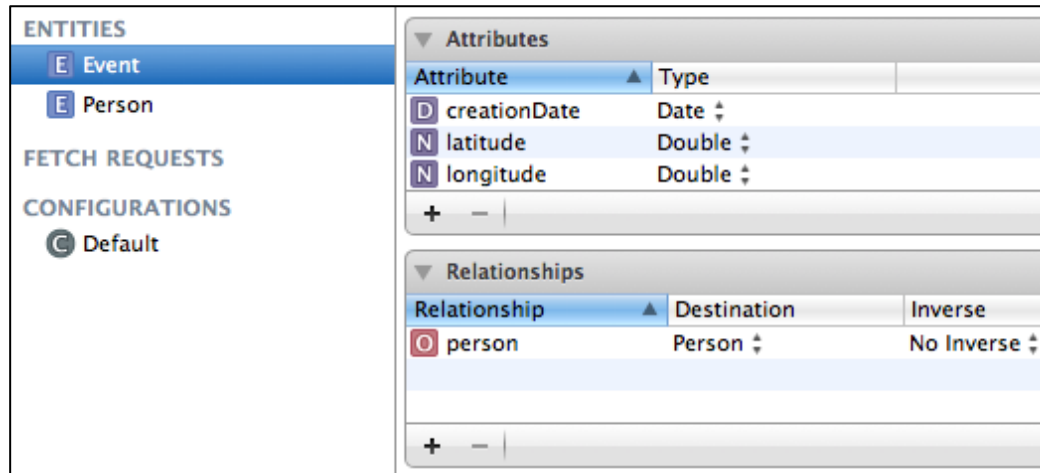 ENTITIES
E Event
E Person
FETCH REQUESTS
CONFIGURATIONS
C Default
Attributes
Attribute Type
D creationDate Date
N latitude Double
N longitude Double
+ −
Relationships
Relationship Destination Inverse
O person Person No Inverse
+ −